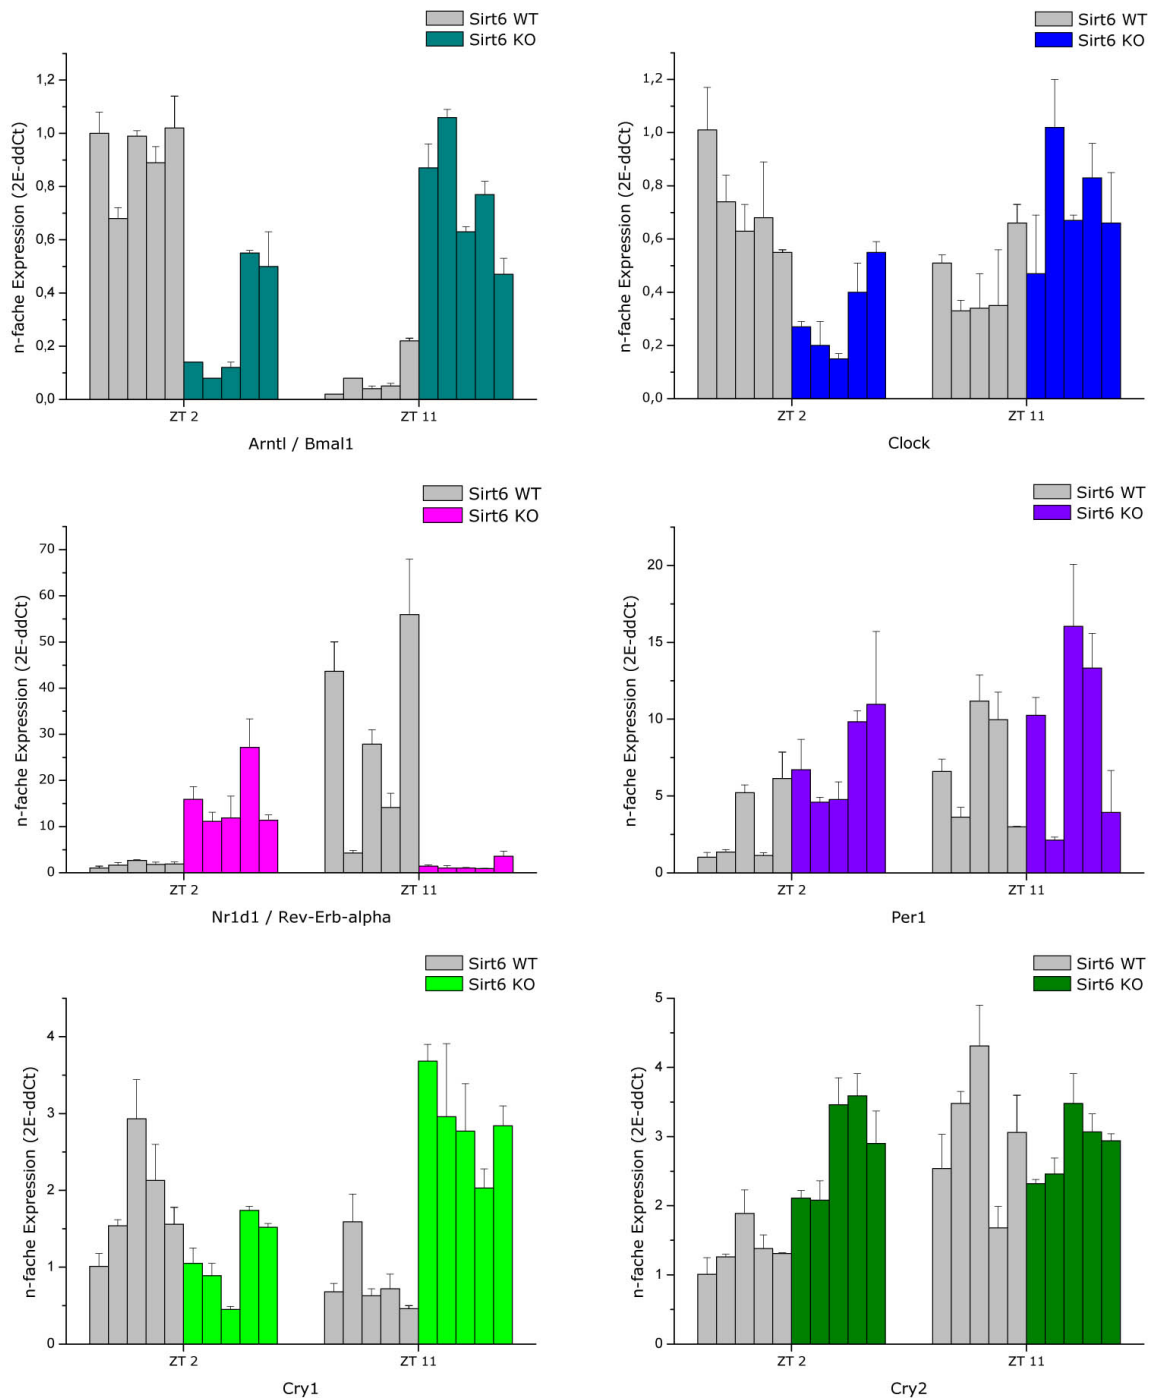 Sirt6 WT
Sirt6 KO
n-fache Expression (2E-ddCt)
1,2
1,0
0,8
0,6
0,4
0,2
0,0
ZT 2
ZT 11
Arntl / Bmal1
Sirt6 WT
Sirt6 KO
n-fache Expression (2E-ddCt)
1,2
1,0
0,8
0,6
0,4
0,2
0,0
ZT 2
ZT 11
Clock
Sirt6 WT
Sirt6 KO
n-fache Expression (2E-ddCt)
70
60
50
40
30
20
10
0
ZT 2
ZT 11
Nr1d1 / Rev-Erb-alpha
Sirt6 WT
Sirt6 KO
n-fache Expression (2E-ddCt)
20
15
10
5
0
ZT 2
ZT 11
Per1
Sirt6 WT
Sirt6 KO
n-fache Expression (2E-ddCt)
4
3
2
1
0
ZT 2
ZT 11
Cry1
Sirt6 WT
Sirt6 KO
n-fache Expression (2E-ddCt)
5
4
3
2
1
0
ZT 2
ZT 11
Cry2